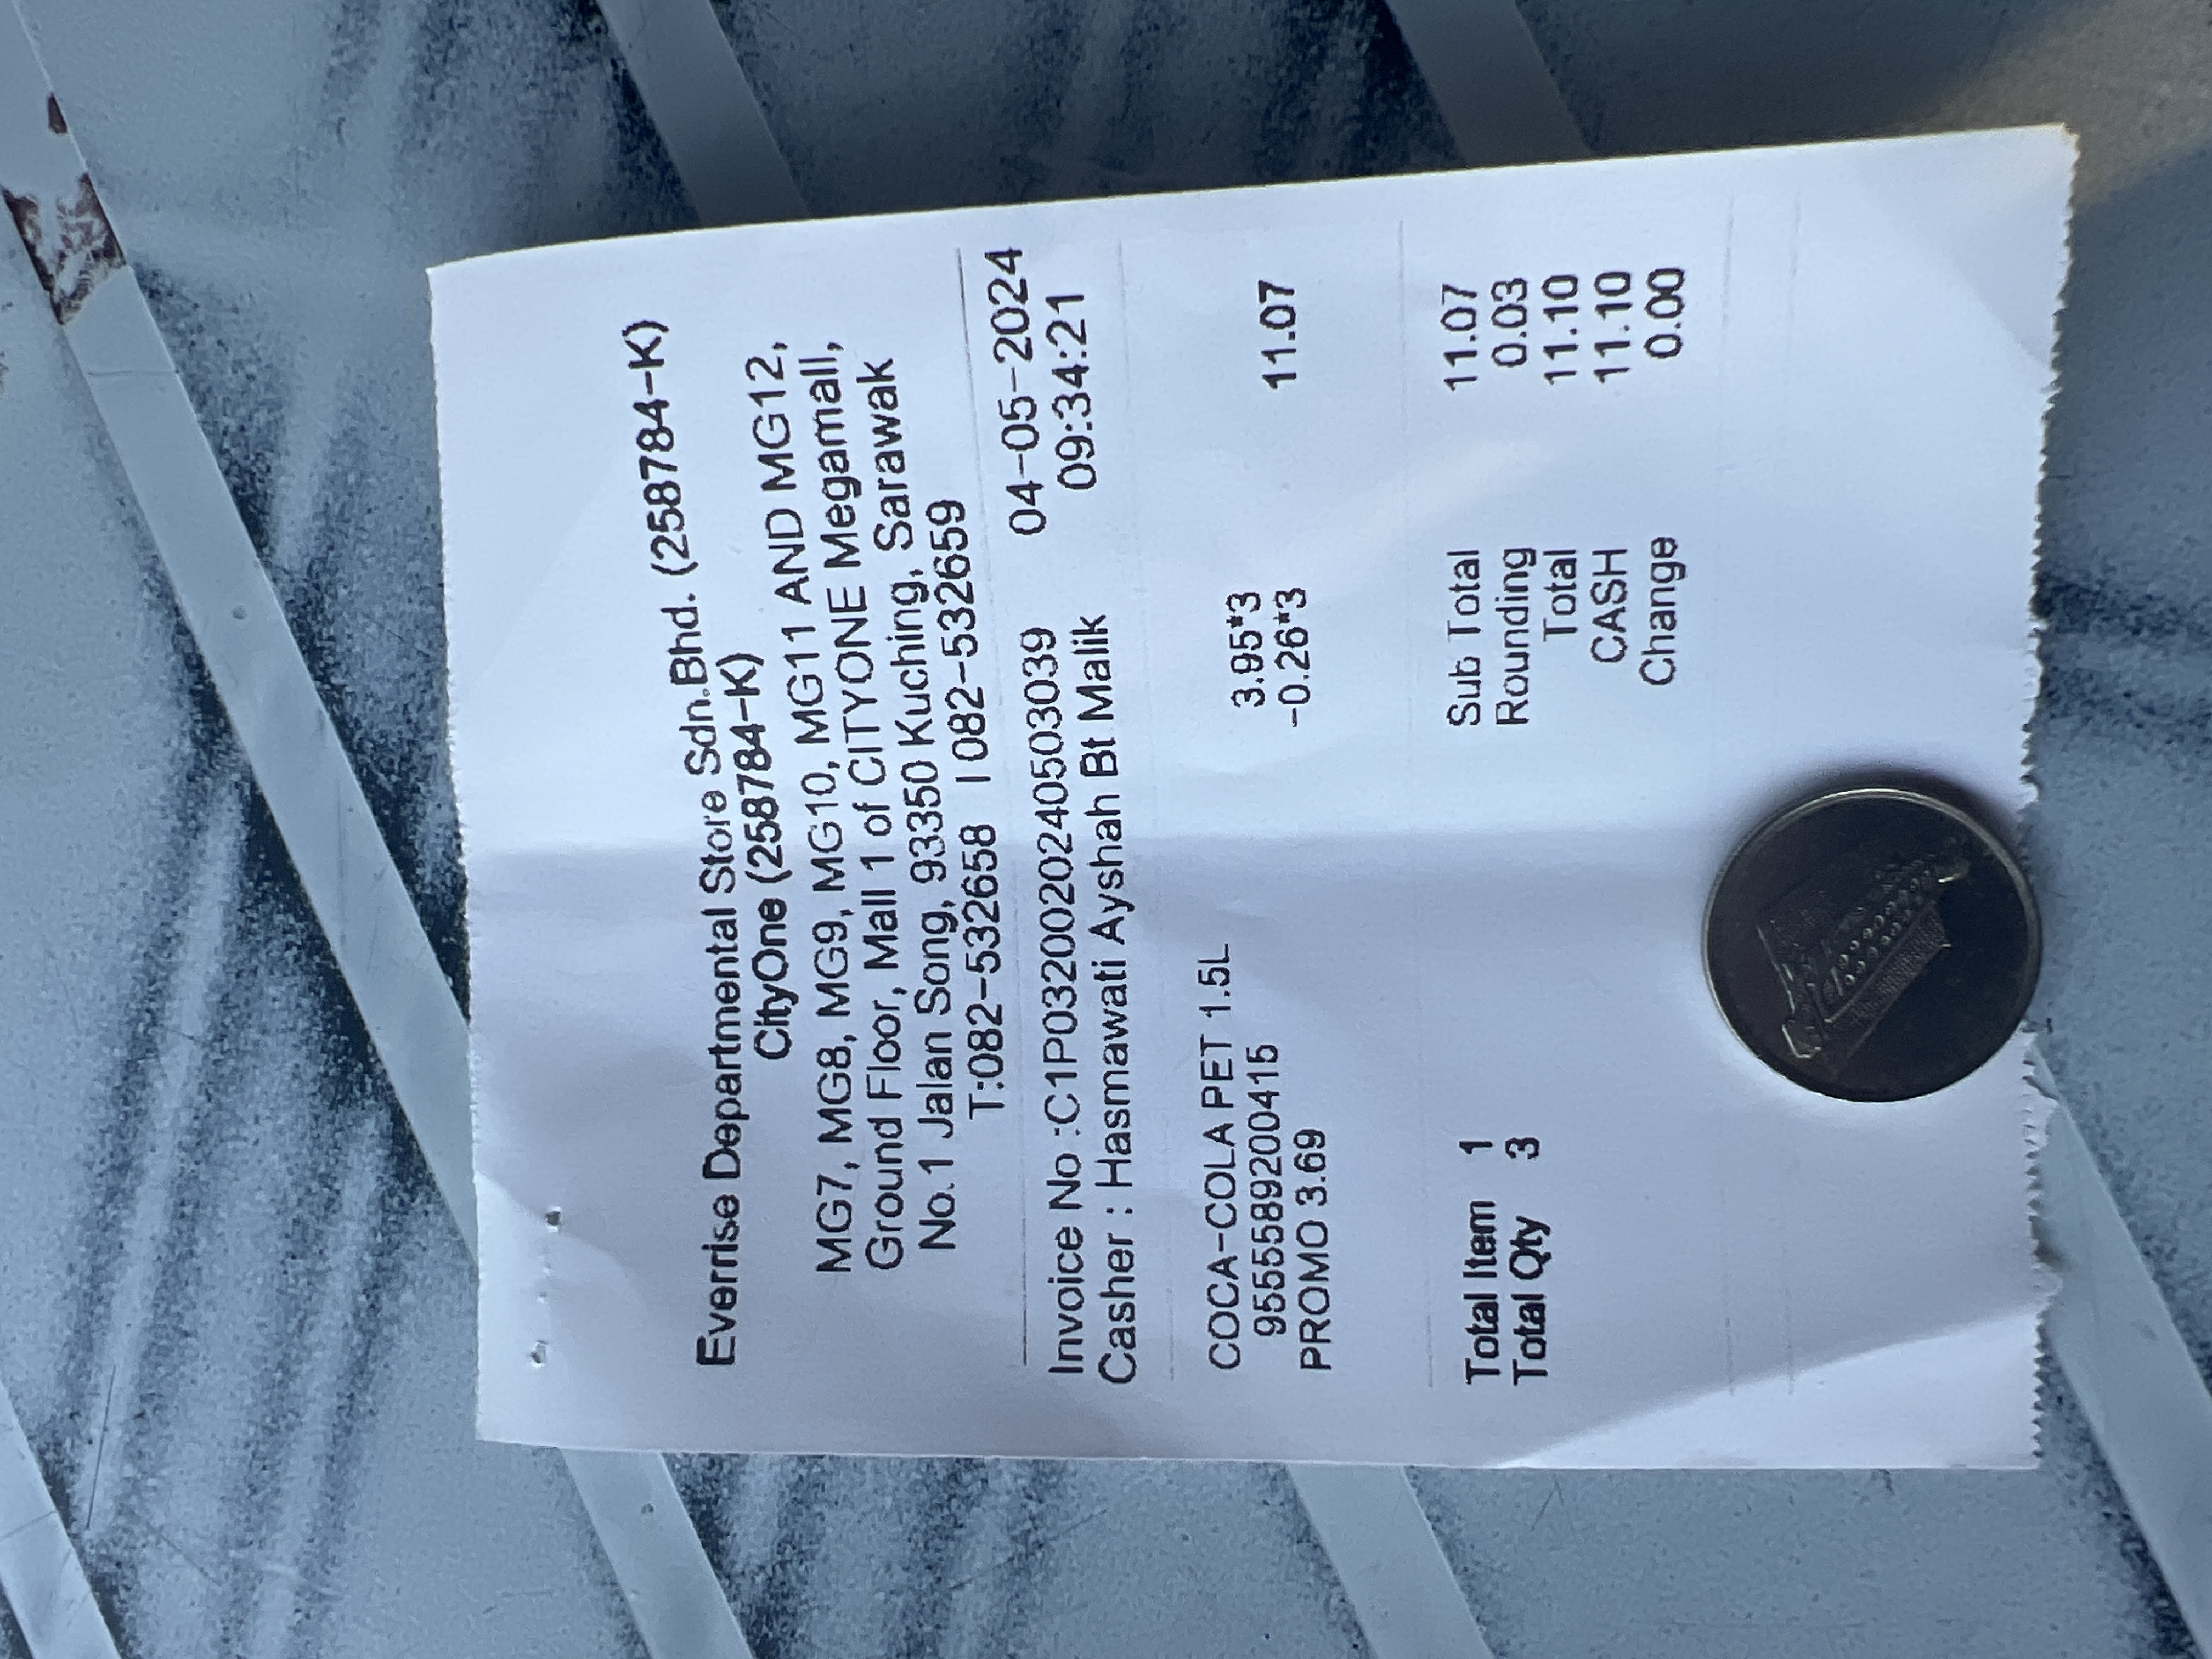 Everrise Departmental Store Sdn.Bhd. (258784-K)
CityOne (258784-K)
MG7, MG8, MG9, MG10, MG11 AND MG12,
Ground Floor, Mall 1 of CITYONE Megamall,
No.1 Jalan Song, 93350 Kuching, Sarawak
T:082-532658 | 082-532659
Invoice No :C1P0320020240503039 04-05-2024
Casher : Hasmawati Ayshah Bt Malik 09:34:21
COCA-COLA PET 1.5L
9555589200415 3.95*3
PROMO 3.69 -0.26*3 11.07
Total Item 1 Sub Total 11.07
Total Qty 3 Rounding 0.03
Total 11.10
CASH 11.10
Change 0.00